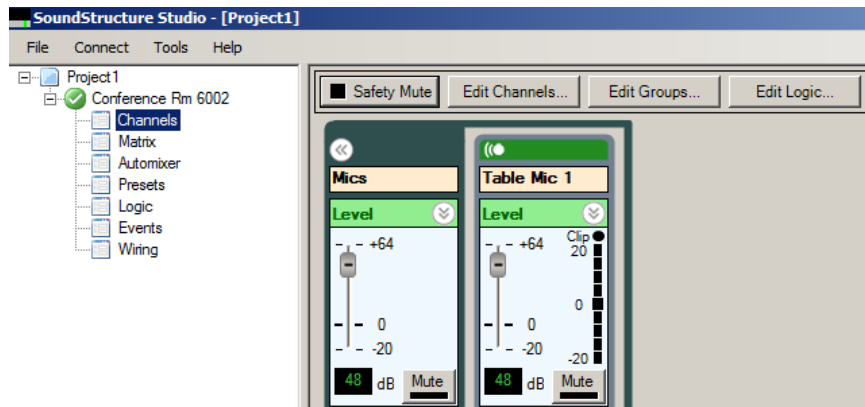 SoundStructure Studio - [Project1]
File Connect Tools Help
Project1
Conference Rm 6002
Channels
Matrix
Automixer
Presets
Logic
Events
Wiring
Safety Mute Edit Channels... Edit Groups... Edit Logic...
Mics
Level
+64
0
-20
48 dB Mute
Table Mic 1
Level
+64
0
-20
Clip
20
0
-20
48 dB Mute